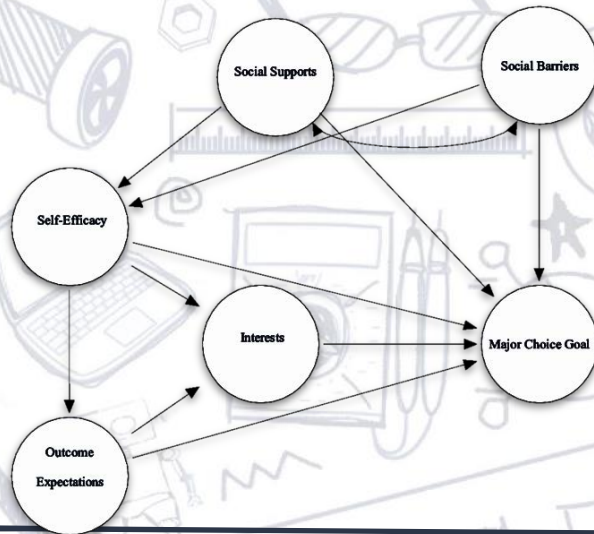 Social Barriers
Social Supports
Self-Efficacy
Interests
Major Choice Goal
Outcome
Expectations